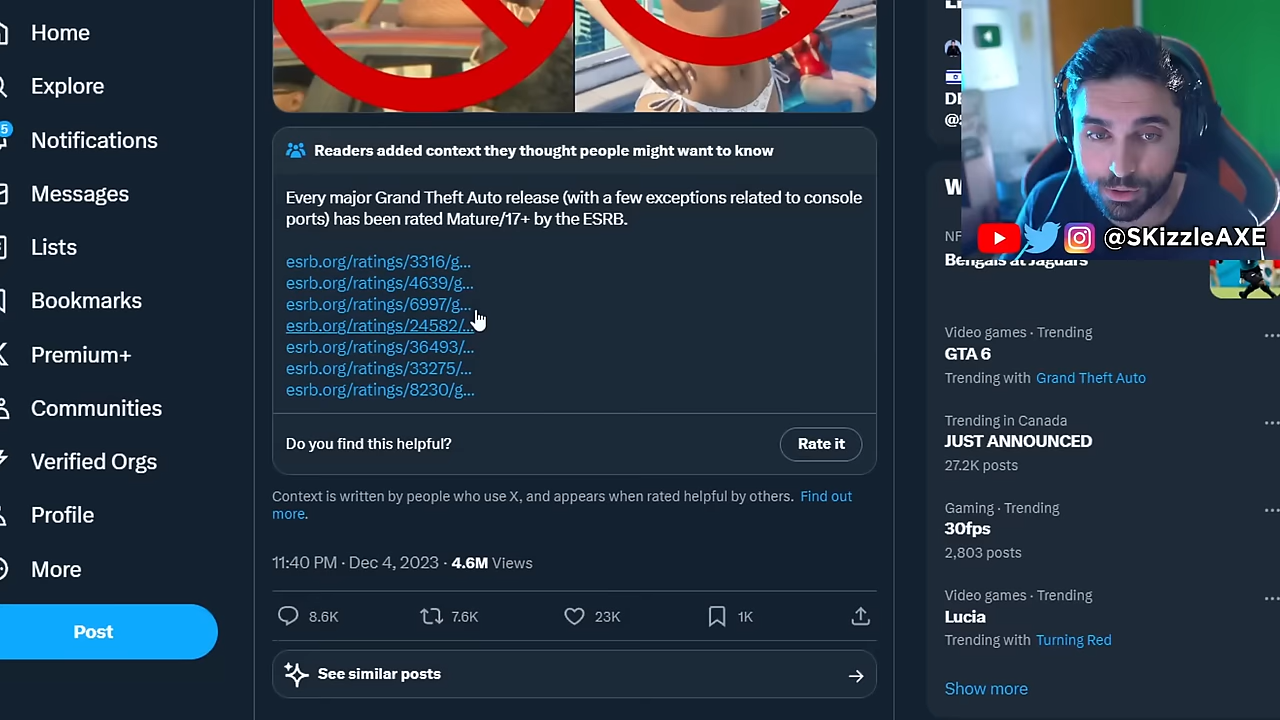 Home
Explore
5
Notifications
Messages
Lists
Bookmarks
Premium+
Communities
Verified Orgs
Profile
More
Post
Readers added context they thought people might want to know
Every major Grand Theft Auto release (with a few exceptions related to console
ports) has been rated Mature/17+ by the ESRB.
esrb.org/ratings/3316/g...
esrb.org/ratings/4639/g...
esrb.org/ratings/6997/g...
esrb.org/ratings/24582/...
esrb.org/ratings/36493/...
esrb.org/ratings/33275/...
esrb.org/ratings/8230/g...
Do you find this helpful?
Rate it
Context is written by people who use X, and appears when rated helpful by others. Find out
more.
11:40 PM · Dec 4, 2023 · 4.6M Views
8.6K
7.6K
23K
1K
See similar posts
@SKizzleAXE
Bengals at Jaguars
Video games · Trending
GTA 6
Trending with Grand Theft Auto
Trending in Canada
JUST ANNOUNCED
27.2K posts
Gaming · Trending
30fps
2,803 posts
Video games · Trending
Lucia
Trending with Turning Red
Show more